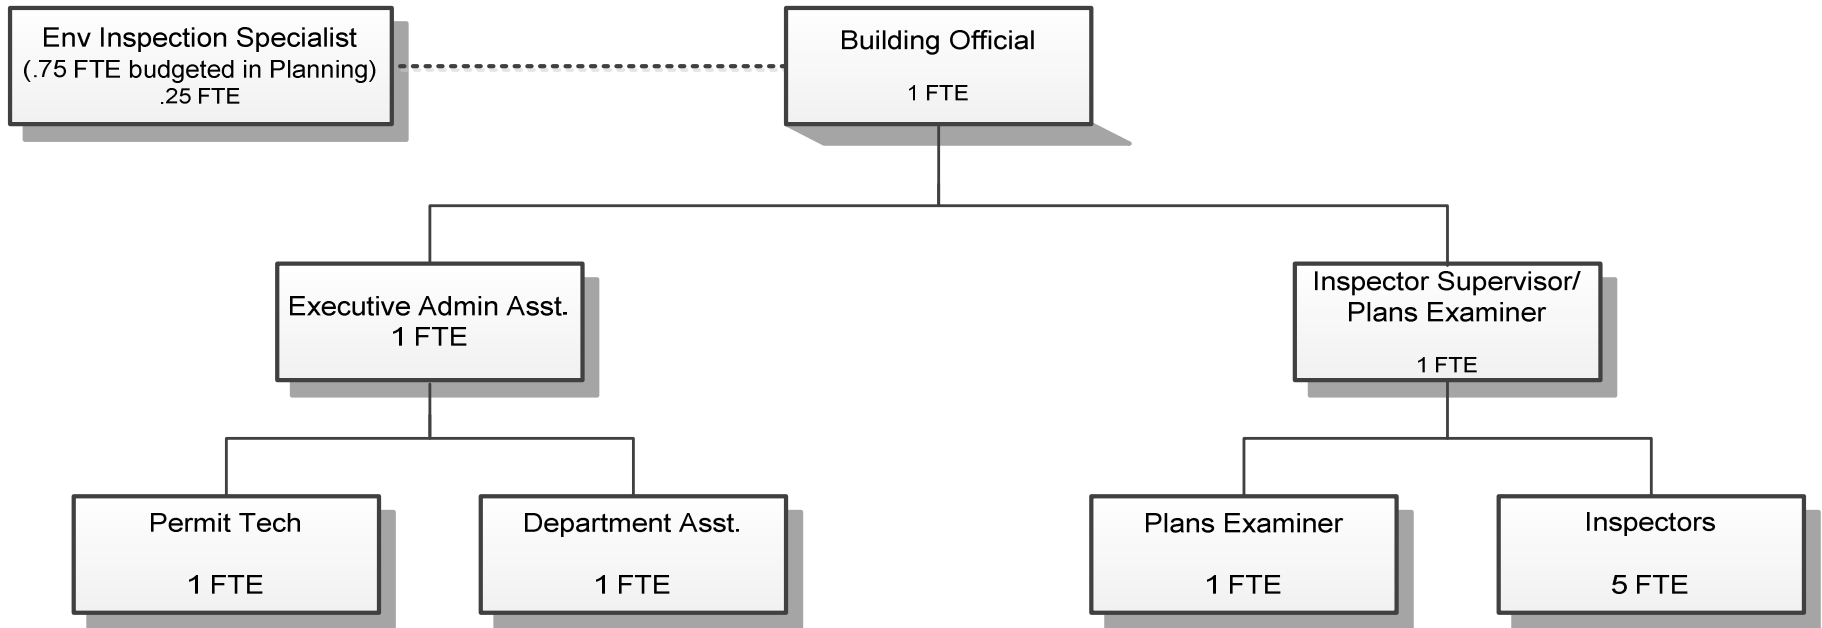 Env Inspection Specialist
(.75 FTE budgeted in Planning)
.25 FTE
Building Official
1 FTE
Executive Admin Asst.
1 FTE
Inspector Supervisor/
Plans Examiner
1 FTE
Permit Tech
1 FTE
Department Asst.
1 FTE
Plans Examiner
1 FTE
Inspectors
5 FTE